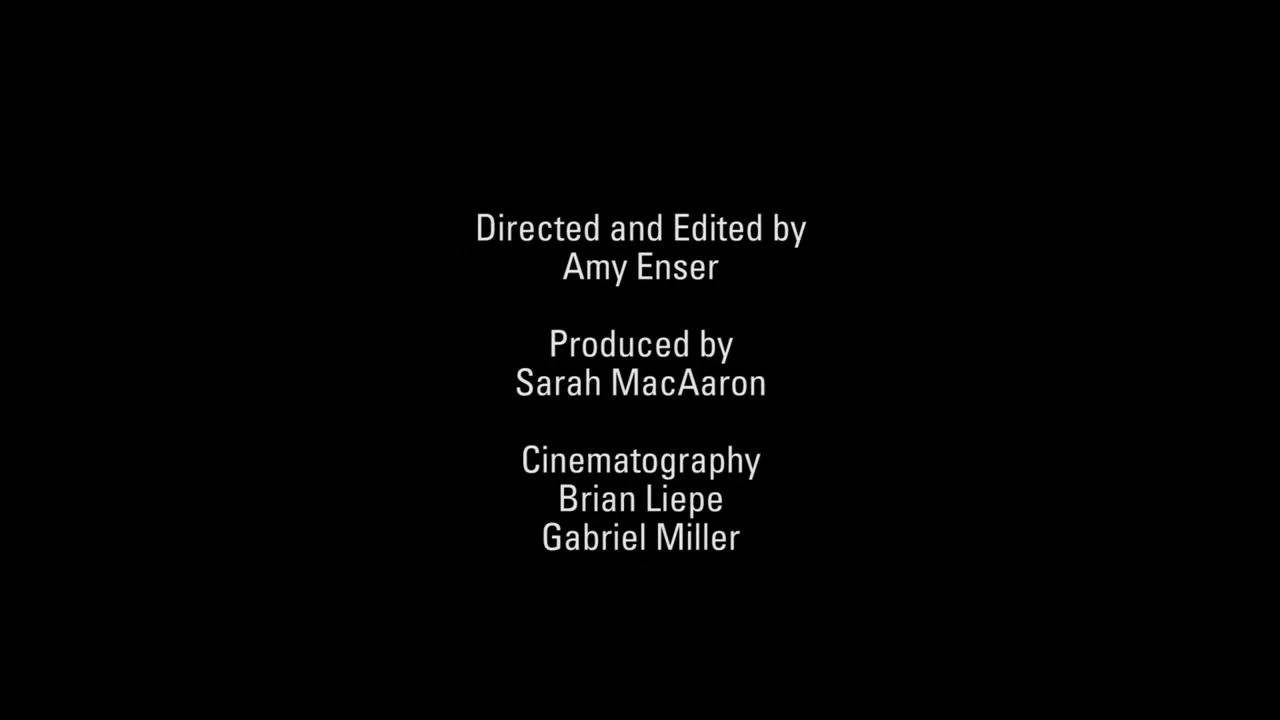 Directed and Edited by
Amy Enser
Produced by
Sarah MacAaron
Cinematography
Brian Liepe
Gabriel Miller